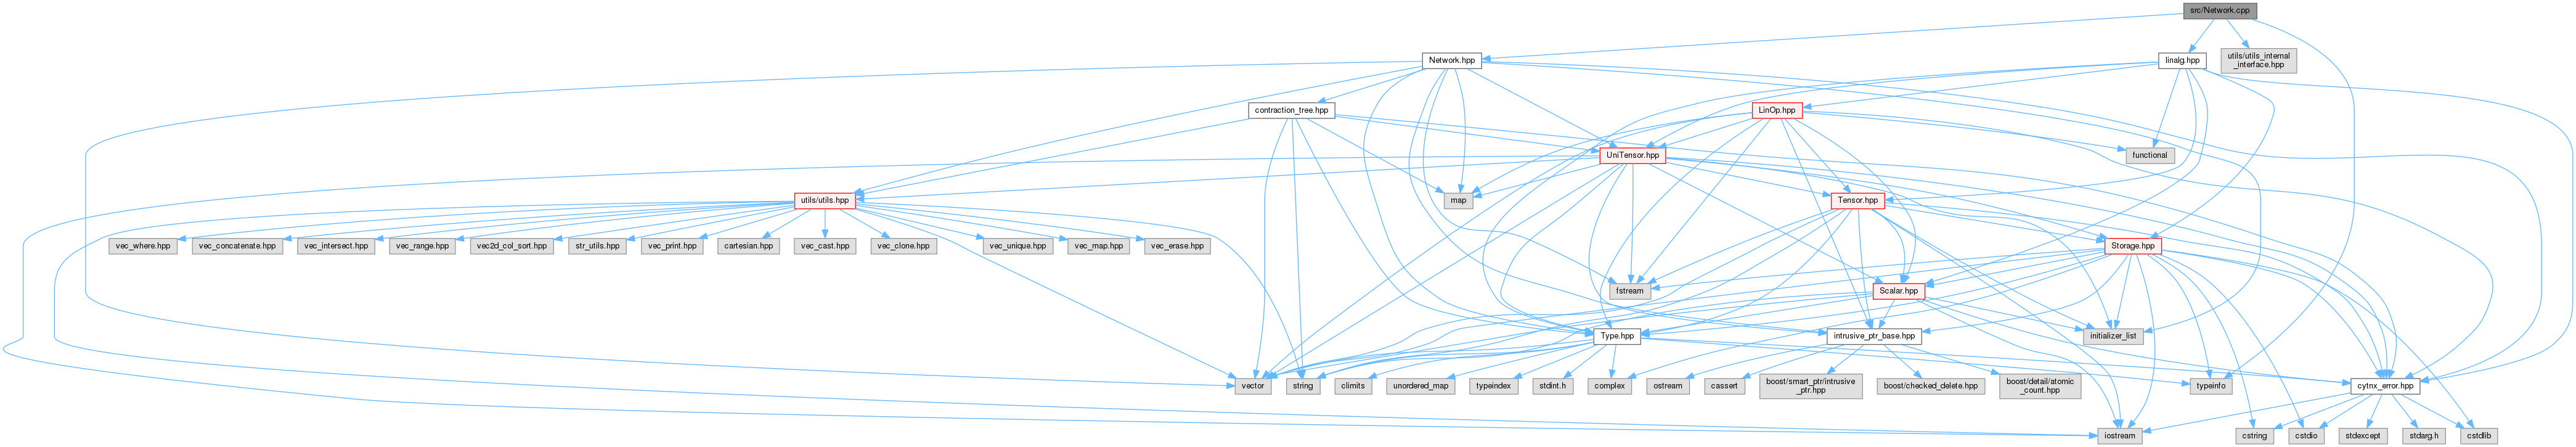 src/Network.cpp
Network.hpp
linalg.hpp
utils/utils_internal
_interface.hpp
contraction_tree.hpp
LinOp.hpp
UniTensor.hpp
functional
utils/utils.hpp
map
Tensor.hpp
vec_where.hpp
vec_concatenate.hpp
vec_intersect.hpp
vec_range.hpp
vec2d_col_sort.hpp
str_utils.hpp
vec_print.hpp
cartesian.hpp
vec_cast.hpp
vec_clone.hpp
vec_unique.hpp
vec_map.hpp
vec_erase.hpp
Storage.hpp
fstream
Scalar.hpp
Type.hpp
intrusive_ptr_base.hpp
initializer_list
vector
string
climits
unordered_map
typeindex
stdint.h
complex
ostream
cassert
boost/smart_ptr/intrusive
_ptr.hpp
boost/checked_delete.hpp
boost/detail/atomic
_count.hpp
typeinfo
cytnx_error.hpp
iostream
cstring
cstdio
stdexcept
stdarg.h
cstdlib